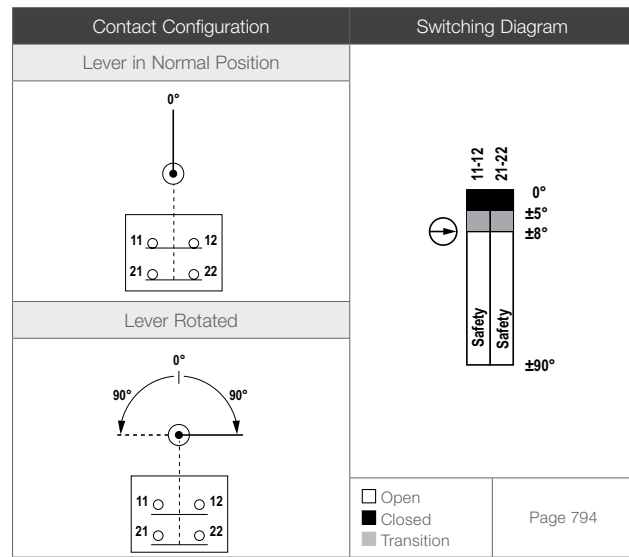 Contact Configuration
Switching Diagram
Lever in Normal Position
0°
11 12
21 22
Lever Rotated
0°
90° 90°
11 12
21 22
11-12 21-22
0°
±5°
±8°
Safety Safety
±90°
Open
Closed
Transition
Page 794